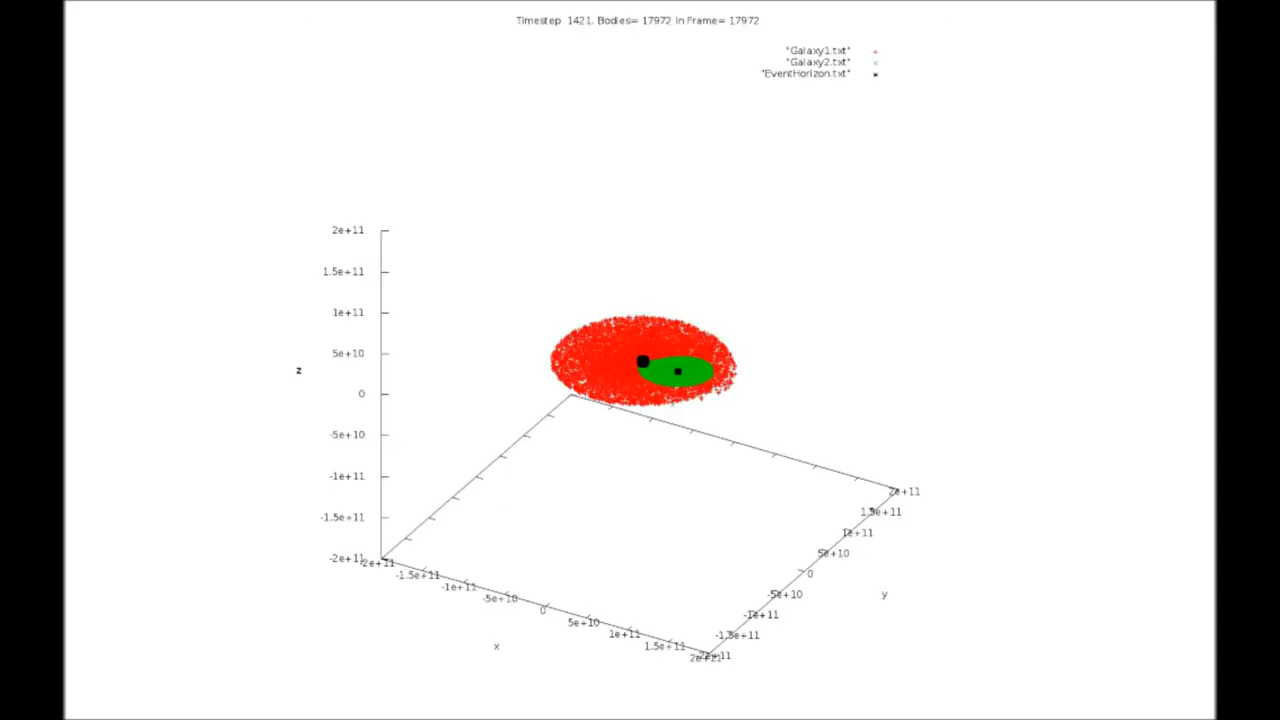 Timestep 1421. Bodies= 17972 In Frame= 17972
"Galaxy1.txt"
"Galaxy2.txt"
"EventHorizon.txt"
2e+11
1.5e+11
1e+11
5e+10
0
-5e+10
-1e+11
-1.5e+11
-2e+11
z
-2e+11
-1.5e+11
-1e+11
-5e+10
0
5e+10
1e+11
1.5e+11
2e+11
x
2e+11
1.5e+11
1e+11
5e+10
0
-5e+10
-1e+11
-1.5e+11
-2e+11
y